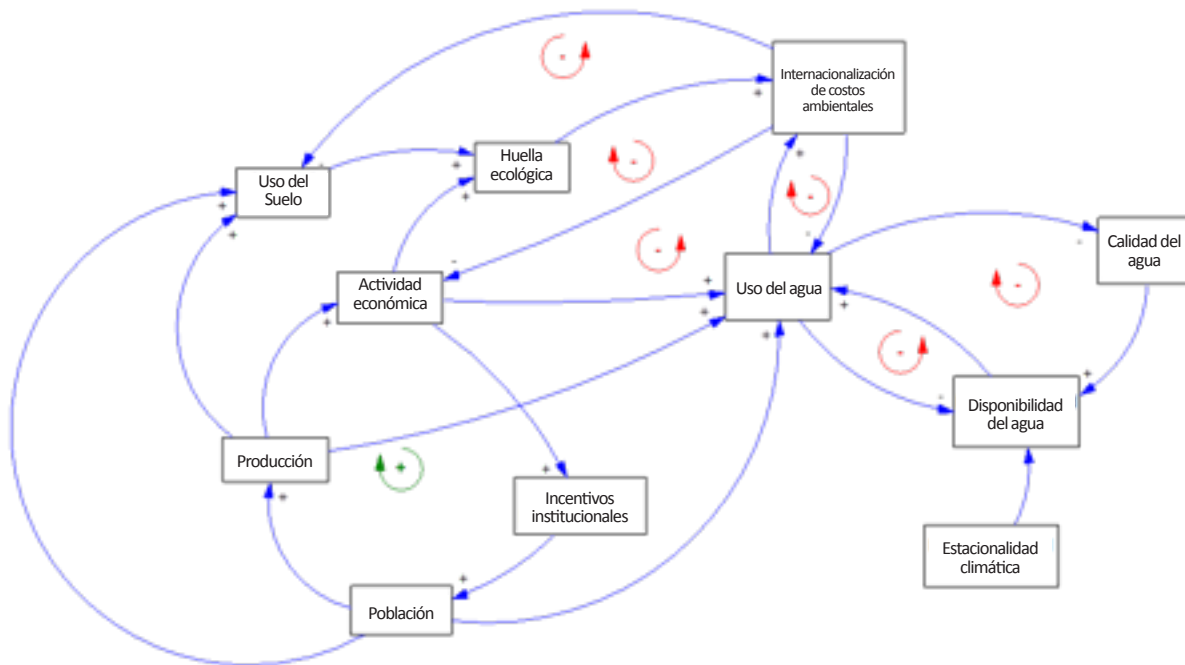 Internacionalización
de costos
ambientales
Huella
ecológica
Uso del
Suelo
Calidad del
agua
Actividad
económica
Uso del agua
Disponibilidad
del agua
Producción
Incentivos
institucionales
Estacionalidad
climática
Población